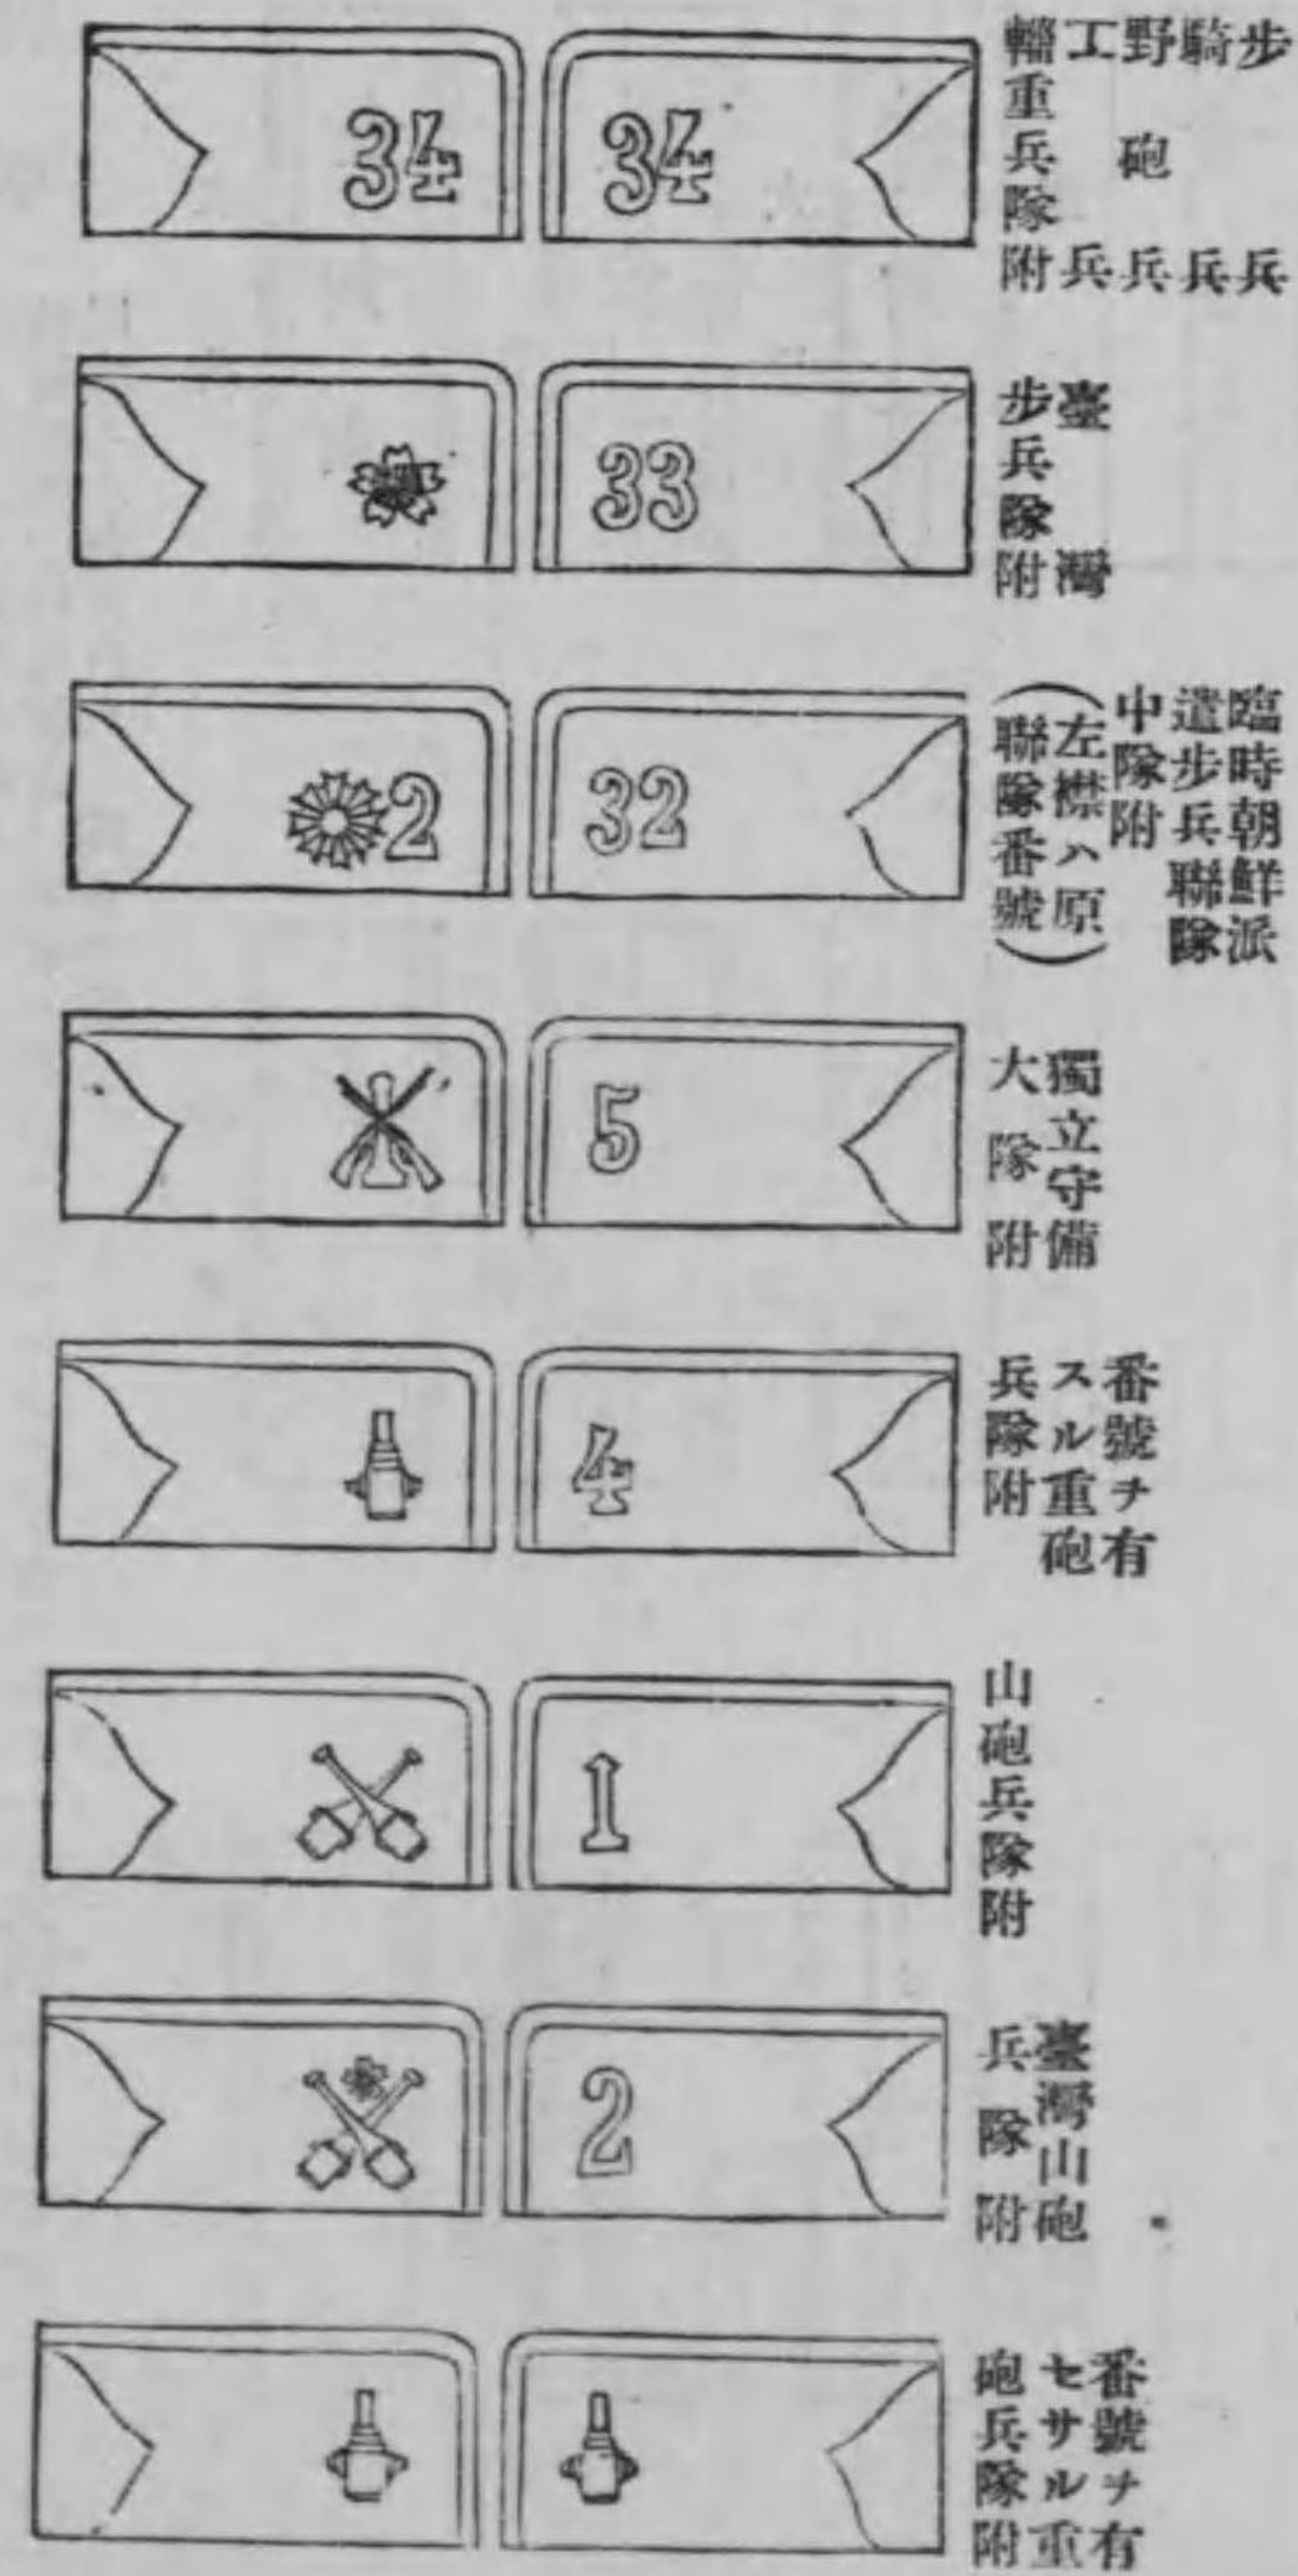 步兵
騎兵
野砲兵
工兵
輜重兵隊附
34
34
臺灣
步兵隊附
33
臨時朝鮮派
遣步兵聯隊
中隊附
(左襟ハ原
聯隊番號)
2
32
獨立守備
大隊附
5
番號ヲ有
スル重砲
兵隊附
4
山砲兵隊附
1
臺灣山砲
兵隊附
2
番號ヲ有
セサル重
砲兵隊附